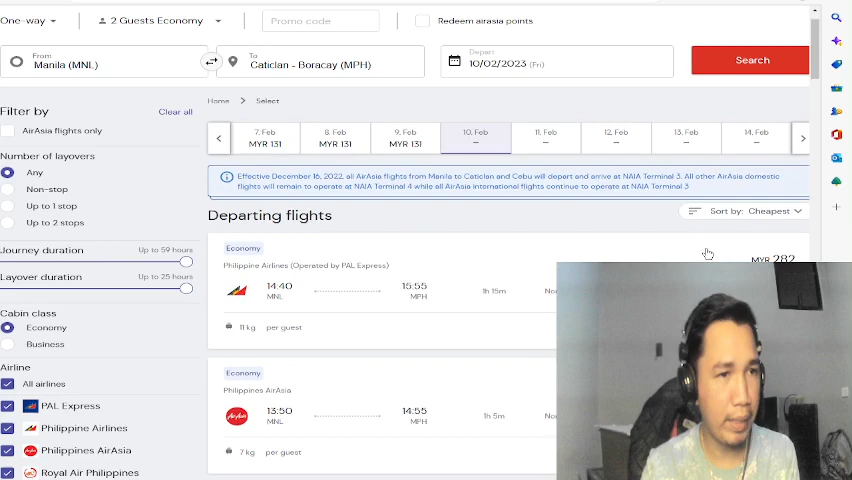 One-way
2 Guests Economy
Promo code
Redeem airasia points
From
Manila (MNL)
To
Caticlan - Boracay (MPH)
Depart
10/02/2023 (Fri)
Search
Filter by
Clear all
AirAsia flights only
Number of layovers
Any
Non-stop
Up to 1 stop
Up to 2 stops
Journey duration
Up to 59 hours
Layover duration
Up to 25 hours
Cabin class
Economy
Business
Airline
All airlines
PAL Express
Philippine Airlines
Philippines AirAsia
Royal Air Philippines
Home > Select
7. Feb
MYR 131
8. Feb
MYR 131
9. Feb
MYR 131
10. Feb
–
11. Feb
–
12. Feb
–
13. Feb
–
14. Feb
–
Effective December 16, 2022, all AirAsia flights from Manila to Caticlan and Cebu will depart and arrive at NAIA Terminal 3. All other AirAsia domestic
flights will remain to operate at NAIA Terminal 4 while all AirAsia international flights continue to operate at NAIA Terminal 3
Departing flights
Sort by: Cheapest
Economy
Philippine Airlines (Operated by PAL Express)
MYR 282
14:40
MNL
15:55
MPH
1h 15m
11 kg per guest
Economy
Philippines AirAsia
AirAsia
13:50
MNL
14:55
MPH
1h 5m
7 kg per guest